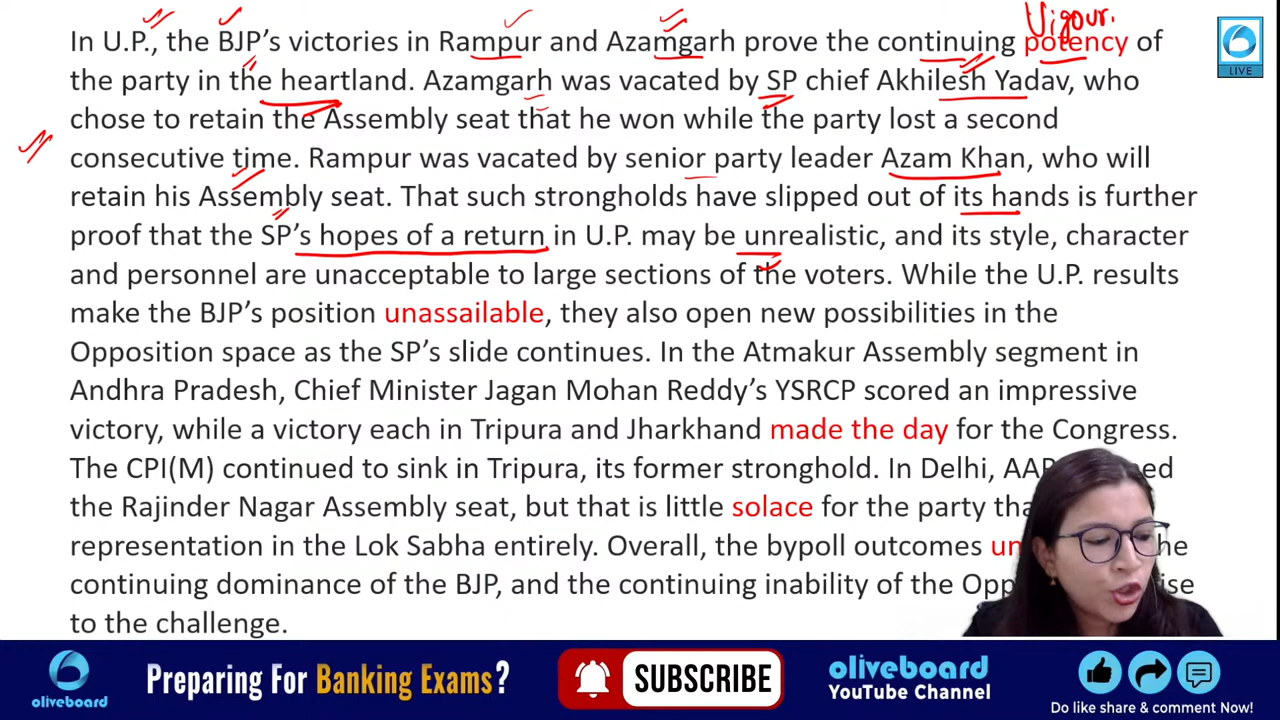 Vigour.
In U.P., the BJP's victories in Rampur and Azamgarh prove the continuing potency of
the party in the heartland. Azamgarh was vacated by SP chief Akhilesh Yadav, who
chose to retain the Assembly seat that he won while the party lost a second
consecutive time. Rampur was vacated by senior party leader Azam Khan, who will
retain his Assembly seat. That such strongholds have slipped out of its hands is further
proof that the SP's hopes of a return in U.P. may be unrealistic, and its style, character
and personnel are unacceptable to large sections of the voters. While the U.P. results
make the BJP's position unassailable, they also open new possibilities in the
Opposition space as the SP's slide continues. In the Atmakur Assembly segment in
Andhra Pradesh, Chief Minister Jagan Mohan Reddy's YSRCP scored an impressive
victory, while a victory each in Tripura and Jharkhand made the day for the Congress.
The CPI(M) continued to sink in Tripura, its former stronghold. In Delhi,
the Rajinder Nagar Assembly seat, but that is little solace for the party
representation in the Lok Sabha entirely. Overall, the bypoll outcomes
continuing dominance of the BJP, and the continuing inability of the
to the challenge.
LIVE
oliveboard
Preparing For Banking Exams?
SUBSCRIBE
oliveboard
YouTube Channel
Do like share & comment Now!